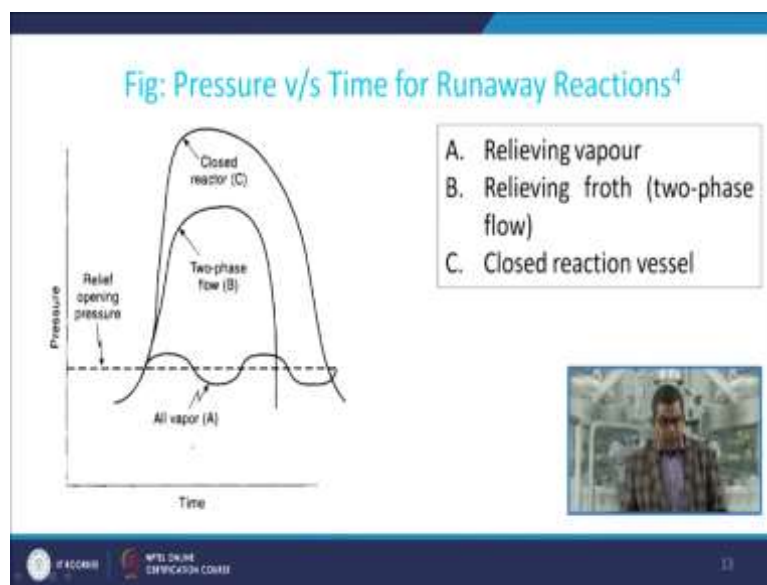 Fig: Pressure v/s Time for Runaway Reactions4
Closed
reactor (C)
Two-phase
flow (B)
Relief
opening
pressure
Pressure
All vapor (A)
Time
A. Relieving vapour
B. Relieving froth (two-phase
flow)
C. Closed reaction vessel
IIT ROORKEE
NPTEL ONLINE
CERTIFICATION COURSE
13